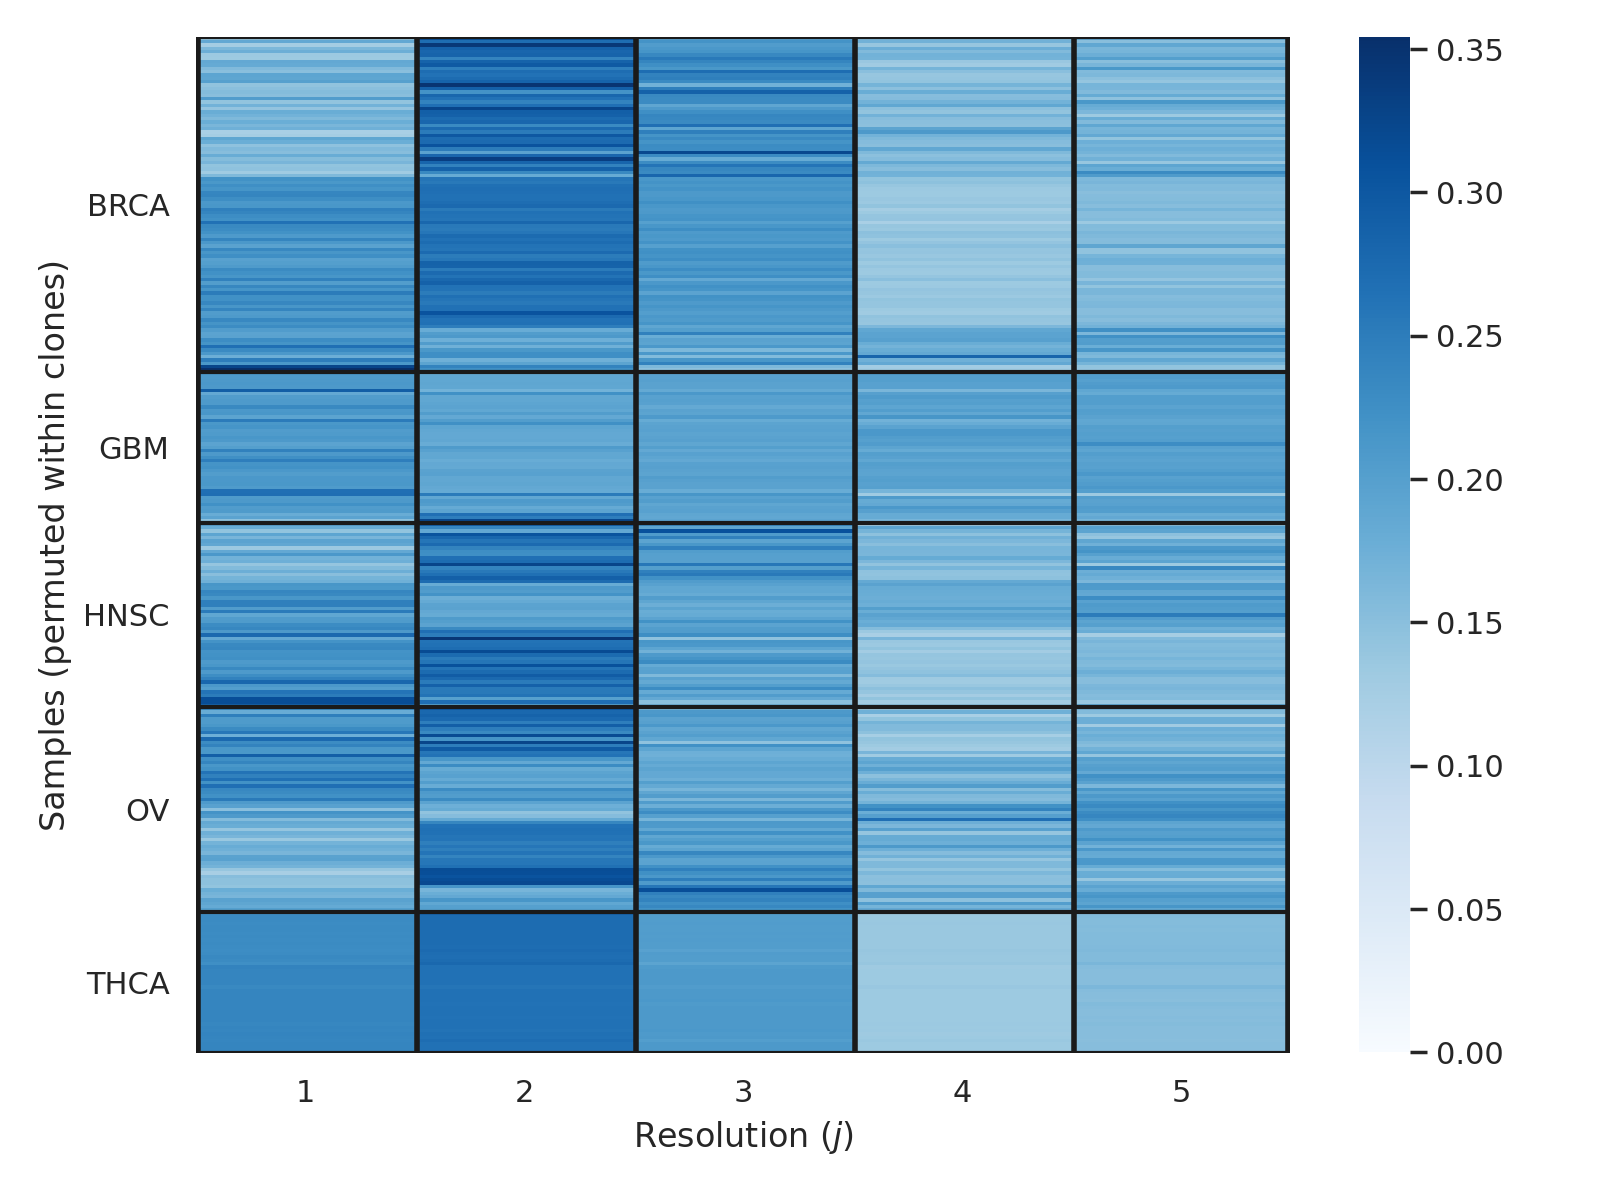 Samples (permuted within clones)
BRCA
GBM
HNSC
OV
THCA
1 2 3 4 5
Resolution (j)
0.35
0.30
0.25
0.20
0.15
0.10
0.05
0.00